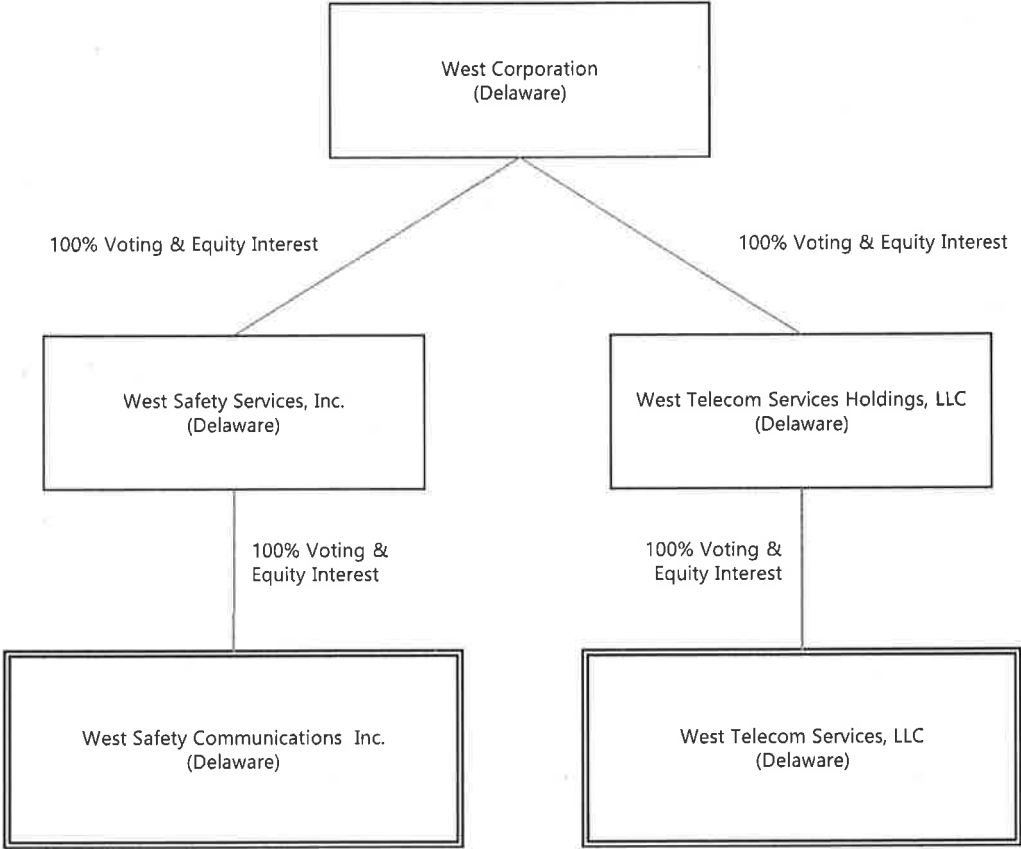 West Corporation
(Delaware)
100% Voting & Equity Interest
100% Voting & Equity Interest
West Safety Services, Inc.
(Delaware)
West Telecom Services Holdings, LLC
(Delaware)
100% Voting &
Equity Interest
100% Voting &
Equity Interest
West Safety Communications Inc.
(Delaware)
West Telecom Services, LLC
(Delaware)